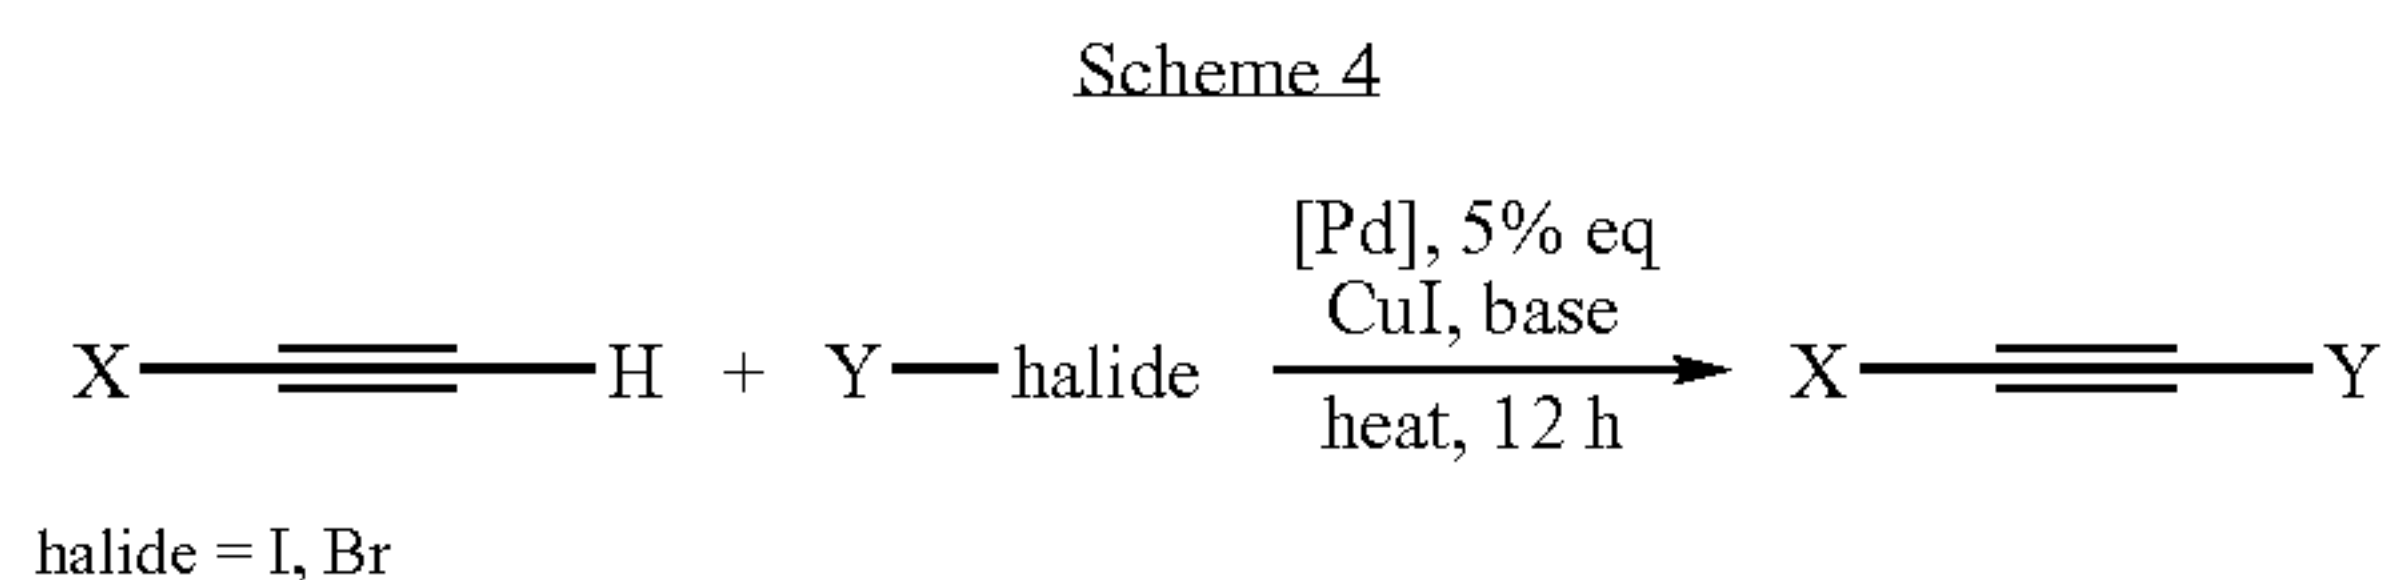 Scheme 4
[Pd], 5% eq
CuI, base
X H + Y halide X Y
heat, 12 h
halide = I, Br